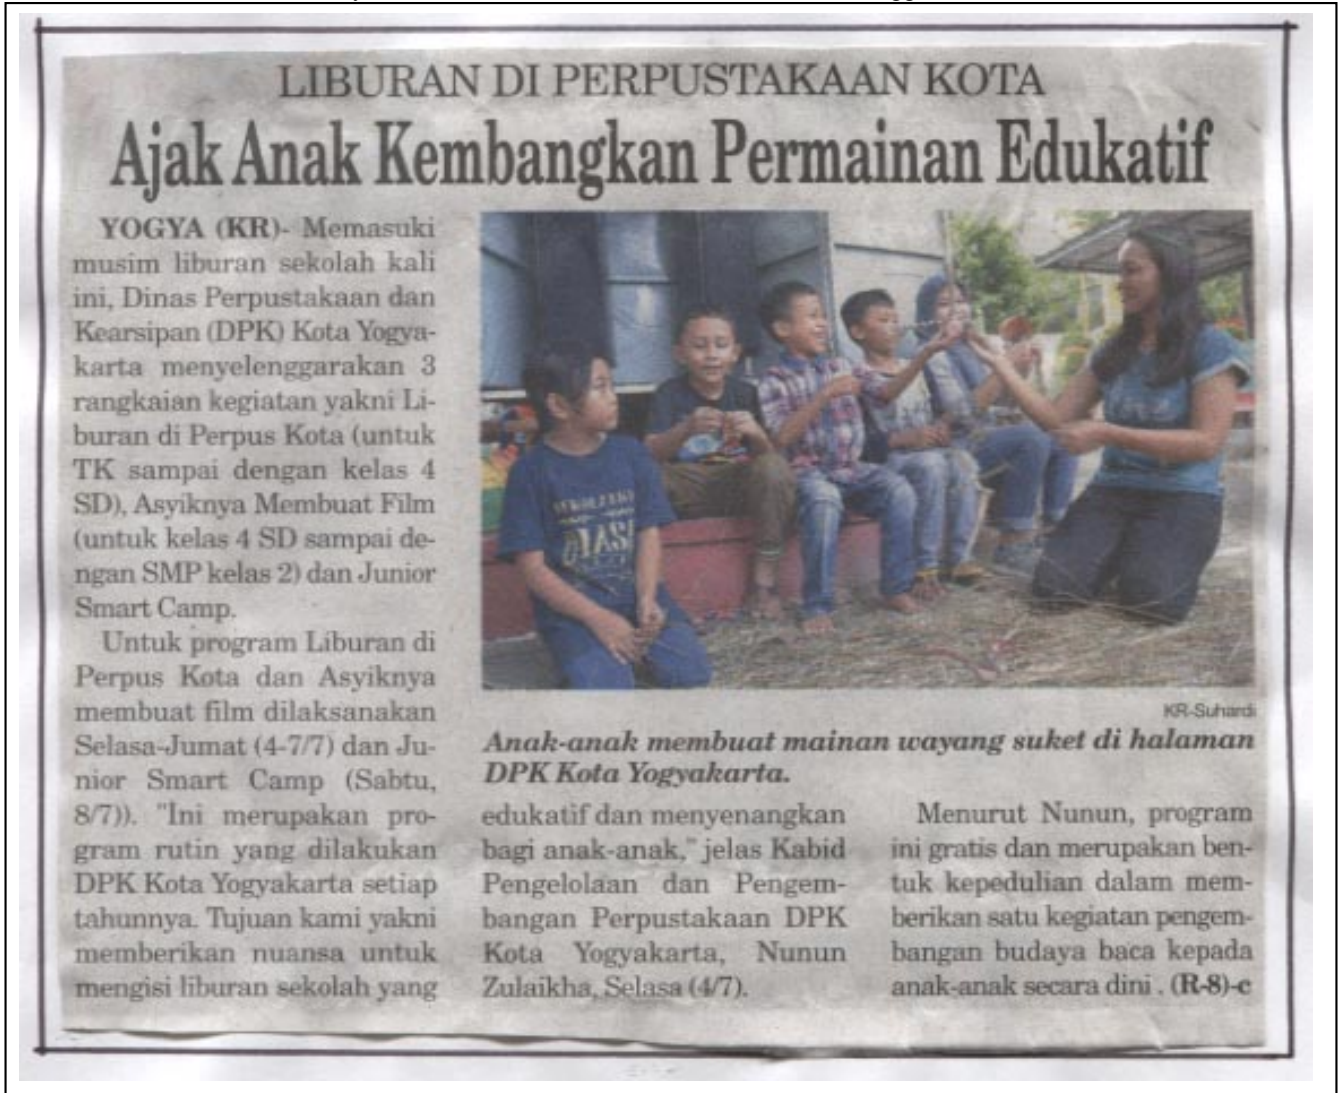 LIBURAN DI PERPUSTAKAAN KOTA
Ajak Anak Kembangkan Permainan Edukatif
YOGYA (KR)- Memasuki
musim liburan sekolah kali
ini, Dinas Perpustakaan dan
Kearsipan (DPK) Kota Yogya-
karta menyelenggarakan 3
rangkaian kegiatan yakni Li-
buran di Perpus Kota (untuk
TK sampai dengan kelas 4
SD), Asyiknya Membuat Film
(untuk kelas 4 SD sampai de-
ngan SMP kelas 2) dan Junior
Smart Camp.
Untuk program Liburan di
Perpus Kota dan Asyiknya
membuat film dilaksanakan
Selasa-Jumat (4-7/7) dan Ju-
nior Smart Camp (Sabtu,
8/7)). "Ini merupakan pro-
gram rutin yang dilakukan
DPK Kota Yogyakarta setiap
tahunnya. Tujuan kami yakni
memberikan nuansa untuk
mengisi liburan sekolah yang
KR-Suhardi
Anak-anak membuat mainan wayang suket di halaman
DPK Kota Yogyakarta.
edukatif dan menyenangkan
bagi anak-anak," jelas Kabid
Pengelolaan dan Pengem-
bangan Perpustakaan DPK
Kota Yogyakarta, Nunun
Zulaikha, Selasa (4/7).
Menurut Nunun, program
ini gratis dan merupakan ben-
tuk kepedulian dalam mem-
berikan satu kegiatan pengem-
bangan budaya baca kepada
anak-anak secara dini . (R-8)-c